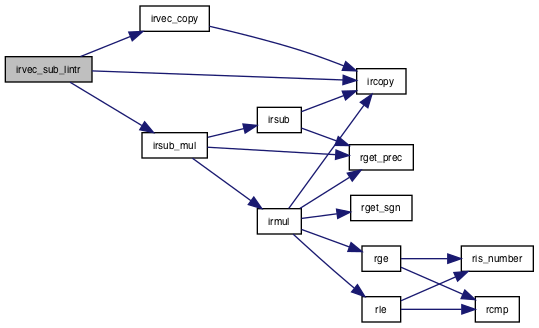 irvec_copy
irvec_sub_lintr
ircopy
irsub
irsub_mul
rget_prec
rget_sgn
irmul
rge
ris_number
rle
rcmp